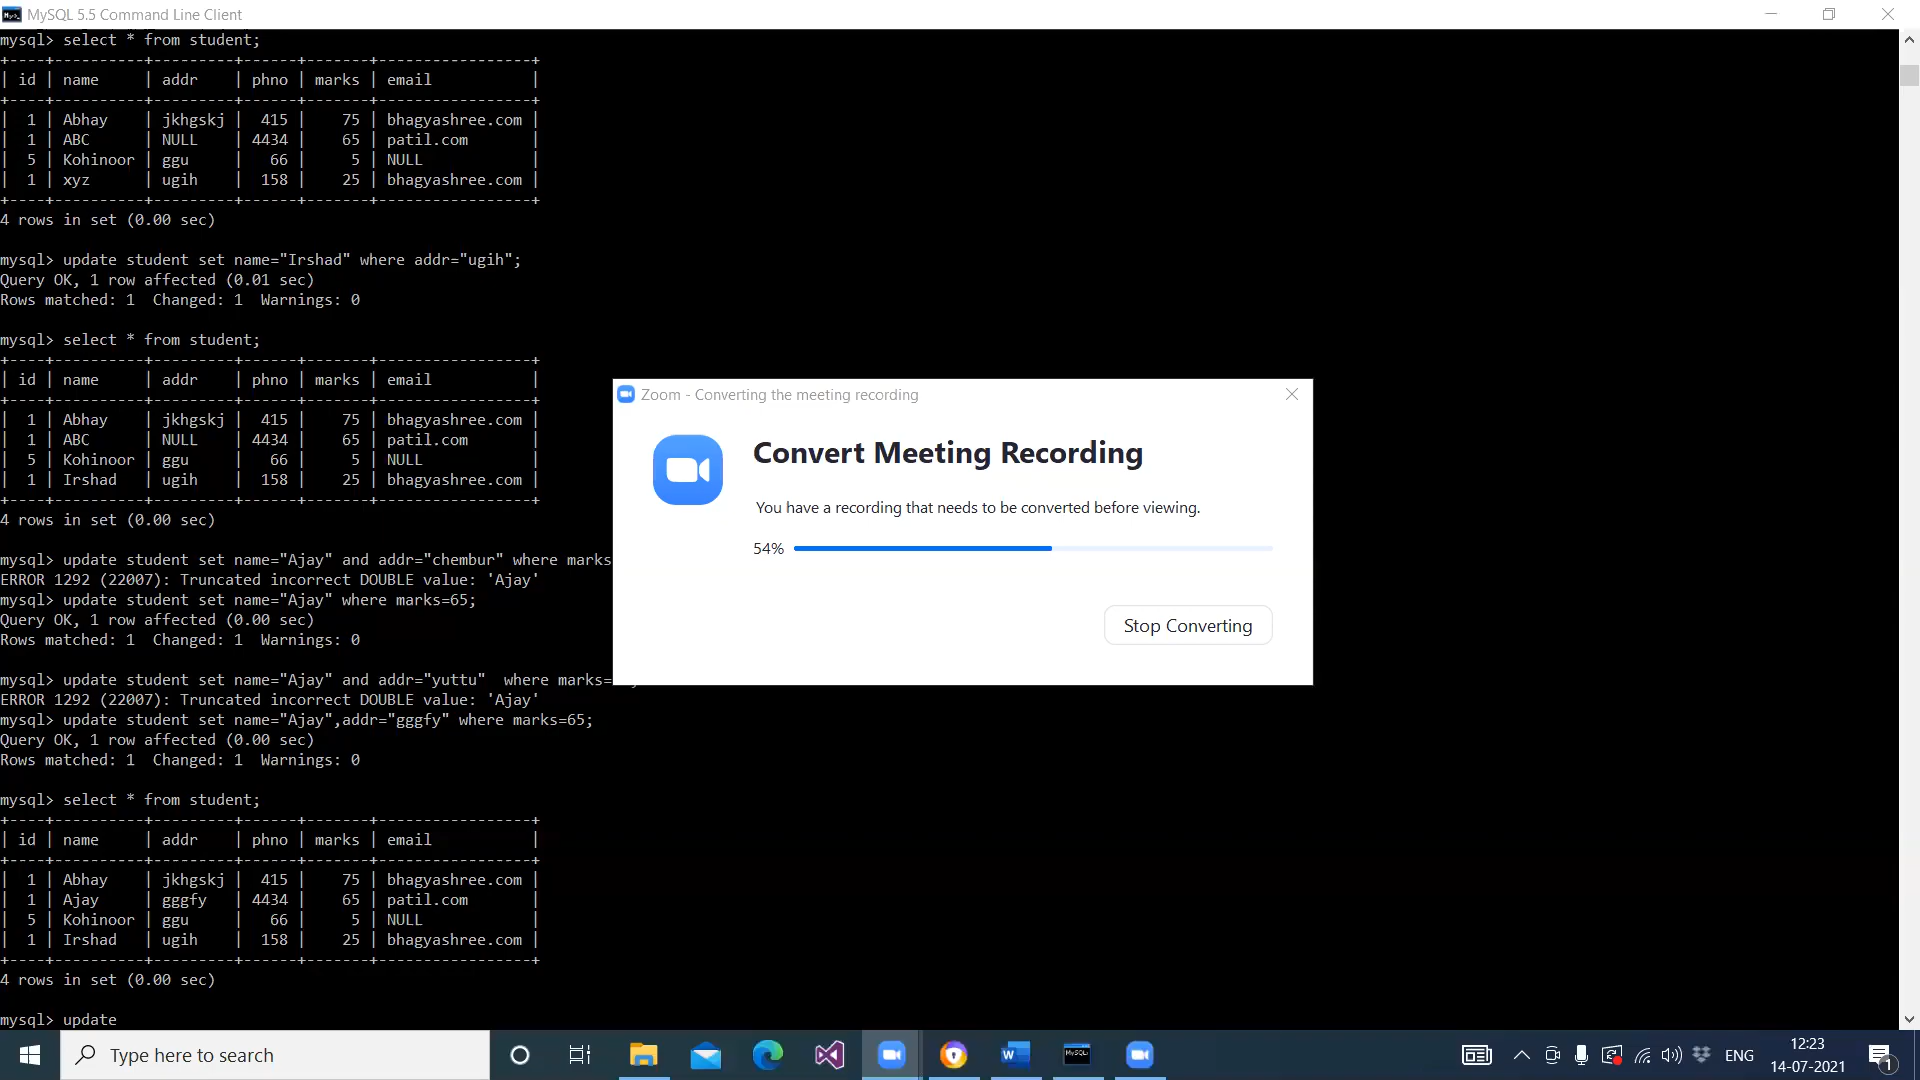 MySQL 5.5 Command Line Client
mysql> select * from student;
+----+----------+---------+------+-------+-----------------+
| id | name     | addr    | phno | marks | email           |
+----+----------+---------+------+-------+-----------------+
|  1 | Abhay    | jkhgskj |  415 |    75 | bhagyashree.com |
|  1 | ABC      | NULL    | 4434 |    65 | patil.com       |
|  5 | Kohinoor | ggu     |   66 |     5 | NULL            |
|  1 | xyz      | ugih    |  158 |    25 | bhagyashree.com |
+----+----------+---------+------+-------+-----------------+
4 rows in set (0.00 sec)
mysql> update student set name="Irshad" where addr="ugih";
Query OK, 1 row affected (0.01 sec)
Rows matched: 1  Changed: 1  Warnings: 0
mysql> select * from student;
+----+----------+---------+------+-------+-----------------+
| id | name     | addr    | phno | marks | email           |
+----+----------+---------+------+-------+-----------------+
|  1 | Abhay    | jkhgskj |  415 |    75 | bhagyashree.com |
|  1 | ABC      | NULL    | 4434 |    65 | patil.com       |
|  5 | Kohinoor | ggu     |   66 |     5 | NULL            |
|  1 | Irshad   | ugih    |  158 |    25 | bhagyashree.com |
+----+----------+---------+------+-------+-----------------+
4 rows in set (0.00 sec)
mysql> update student set name="Ajay" and addr="chembur" where marks
ERROR 1292 (22007): Truncated incorrect DOUBLE value: 'Ajay'
mysql> update student set name="Ajay" where marks=65;
Query OK, 1 row affected (0.00 sec)
Rows matched: 1  Changed: 1  Warnings: 0
mysql> update student set name="Ajay" and addr="yuttu"  where marks=
ERROR 1292 (22007): Truncated incorrect DOUBLE value: 'Ajay'
mysql> update student set name="Ajay",addr="gggfy" where marks=65;
Query OK, 1 row affected (0.00 sec)
Rows matched: 1  Changed: 1  Warnings: 0
mysql> select * from student;
+----+----------+---------+------+-------+-----------------+
| id | name     | addr    | phno | marks | email           |
+----+----------+---------+------+-------+-----------------+
|  1 | Abhay    | jkhgskj |  415 |    75 | bhagyashree.com |
|  1 | Ajay     | gggfy   | 4434 |    65 | patil.com       |
|  5 | Kohinoor | ggu     |   66 |     5 | NULL            |
|  1 | Irshad   | ugih    |  158 |    25 | bhagyashree.com |
+----+----------+---------+------+-------+-----------------+
4 rows in set (0.00 sec)
mysql> update
Zoom - Converting the meeting recording
Convert Meeting Recording
You have a recording that needs to be converted before viewing.
54%
Stop Converting
Type here to search
W
MySQL
ENG
12:23
14-07-2021
1